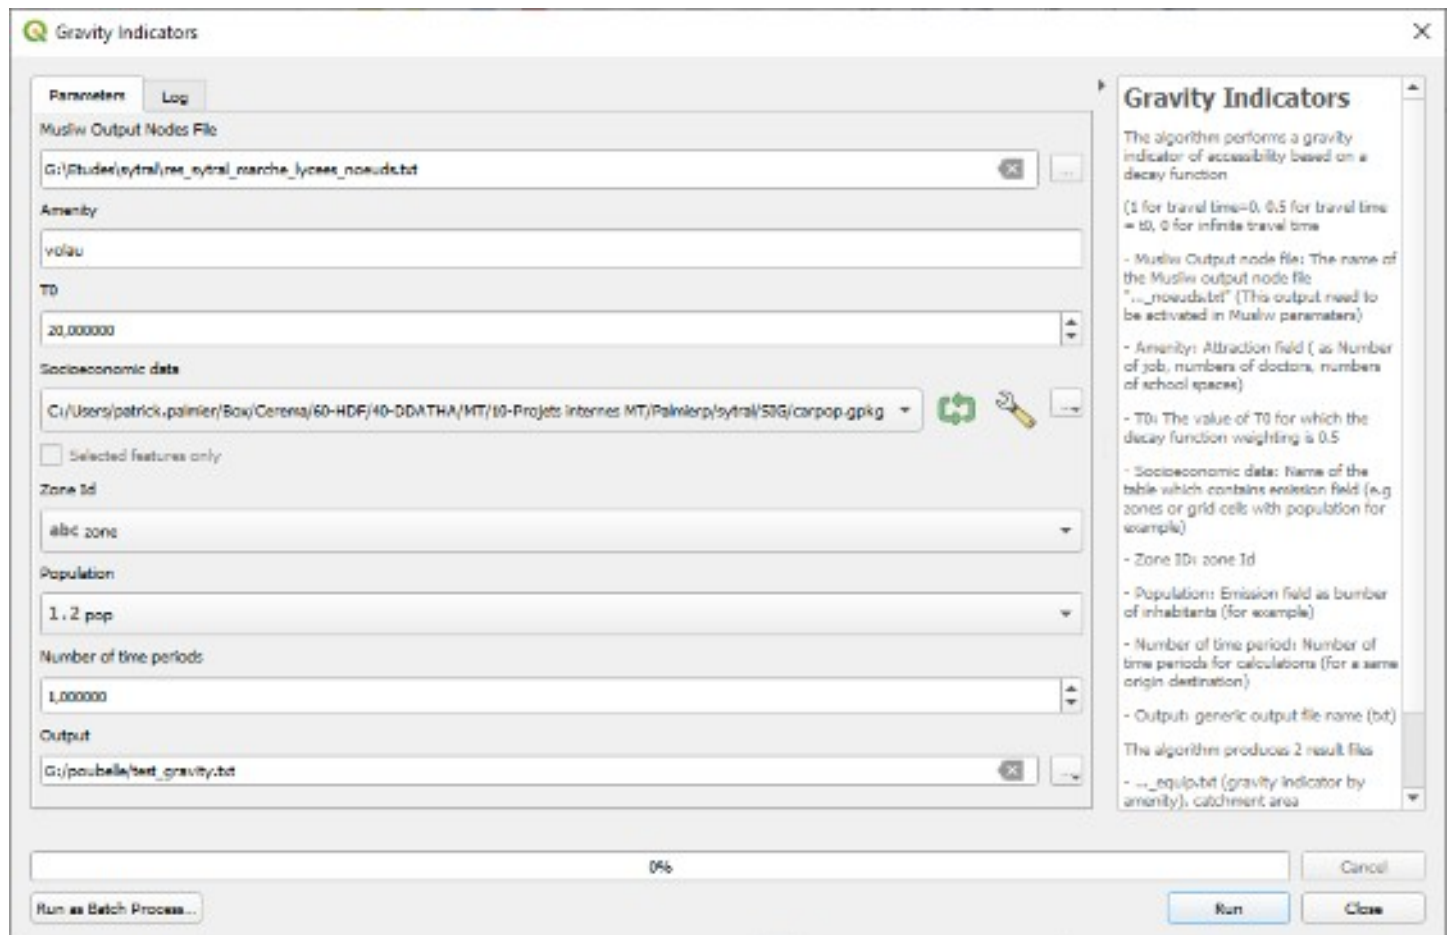 Gravity Indicators
Parameters
Log
Musliw Output Nodes File
G:\Etudes\sytral\res_sytral_marche_lycees_noeuds.txt
...
Amenity
volau
T0
20,000000
Socioeconomic data
C:/Users/patrick.palmier/Box/Cerema/60-HDF/40-DDATHA/MT/10-Projets internes MT/Palmierp/sytral/SIG/carpop.gpkg
...
Selected features only
Zone Id
abc zone
Population
1.2 pop
Number of time periods
1,000000
Output
G:/poubelle/test_gravity.txt
...
0%
Cancel
Run as Batch Process...
Run
Close
Gravity Indicators
The algorithm performs a gravity
indicator of accessibility based on a
decay function
(1 for travel time=0, 0.5 for travel time
= t0, 0 for infinite travel time
- Musliw Output node file: The name of
the Musliw output node file
"..._noeuds.txt" (This output need to
be activated in Musliw paramaters)
- Amenity: Attraction field ( as Number
of job, numbers of doctors, numbers
of school spaces)
- T0: The value of T0 for which the
decay function weighting is 0.5
- Socioeconomic data: Name of the
table which contains emission field (e.g
zones or grid cells with population for
example)
- Zone ID: zone Id
- Population: Emission field as bumber
of inhabitants (for example)
- Number of time period: Number of
time periods for calculations (for a same
origin destination)
- Output: generic output file name (txt)
The algorithm produces 2 result files
- ..._equip.txt (gravity indicator by
amenity), catchment area